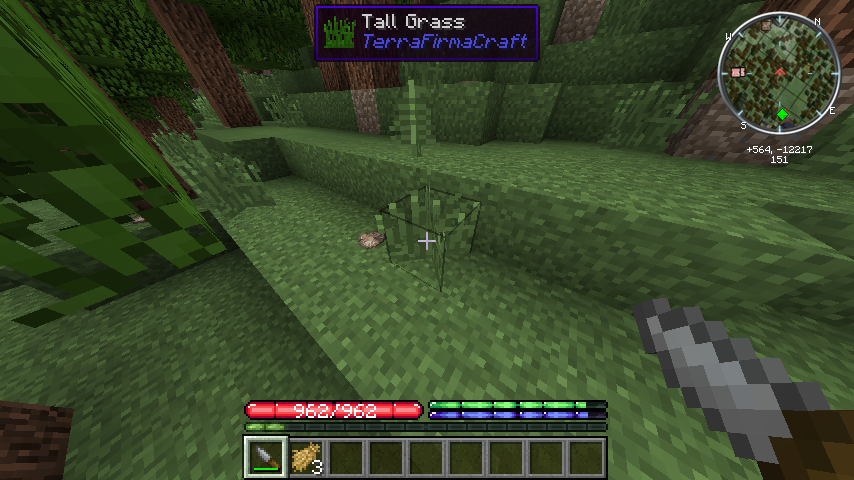 Tall Grass
TerraFirmaCraft
N
W
E
S
+564, -12217
151
962/962
3